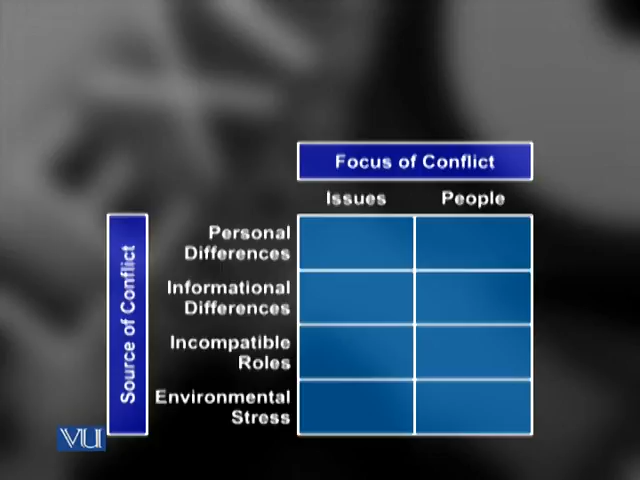 Focus of Conflict
Issues People
Source of Conflict
Personal
Differences
Informational
Differences
Incompatible
Roles
Environmental
Stress
VU